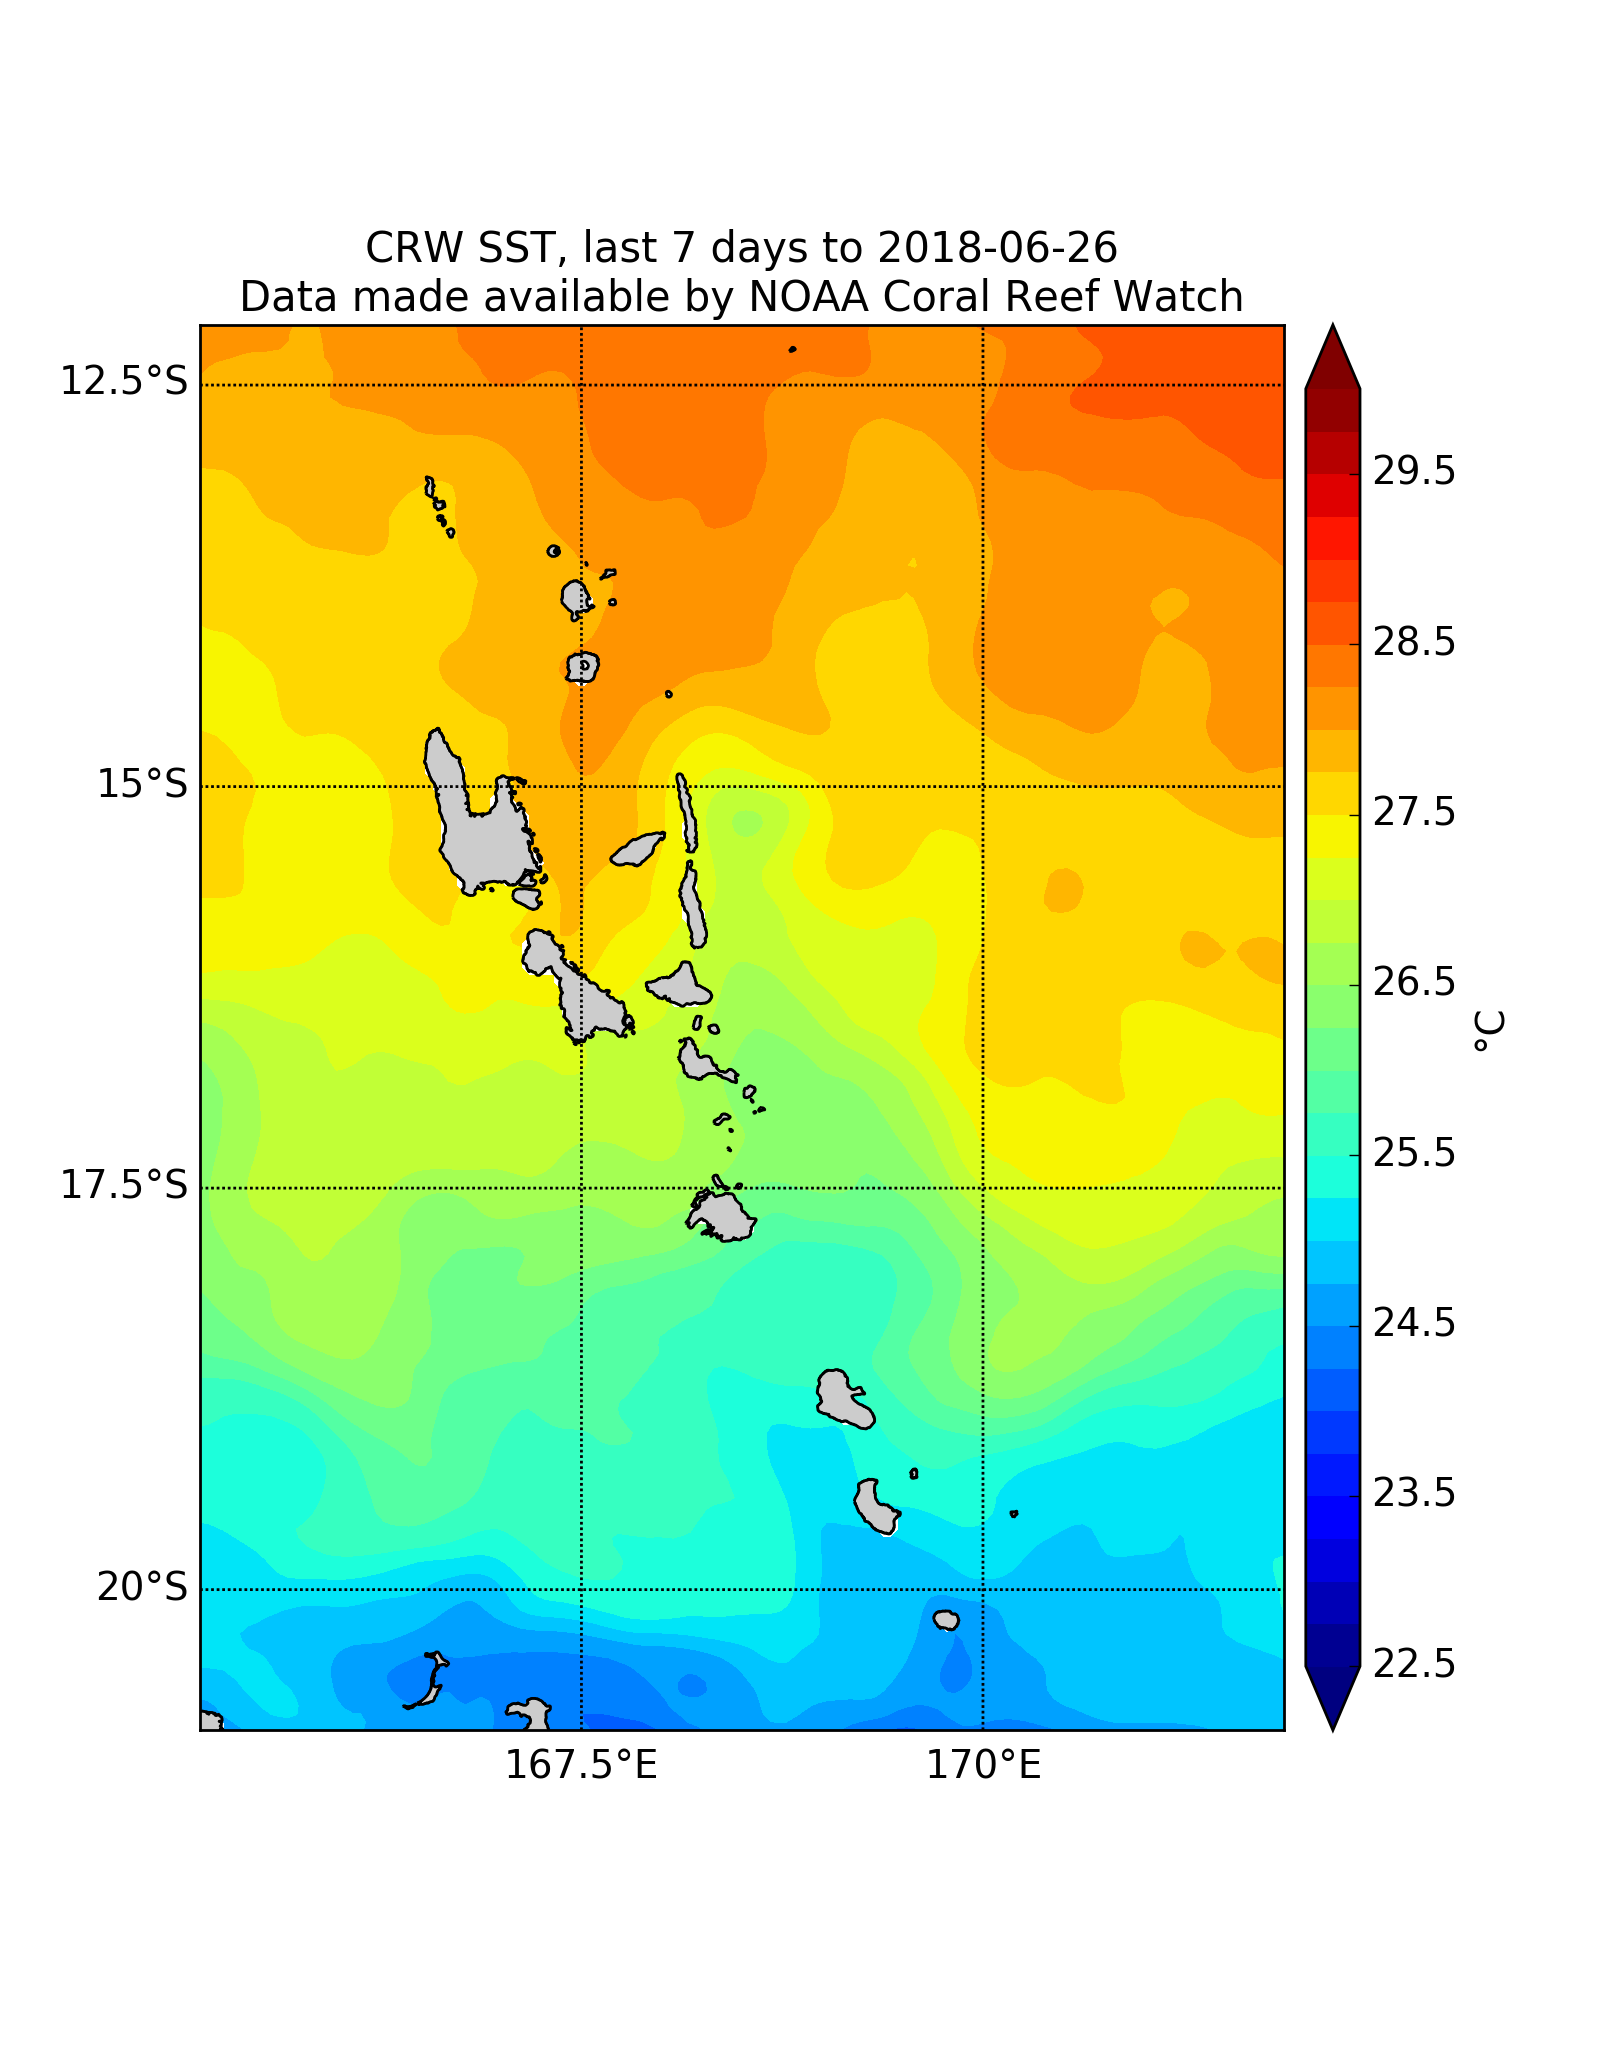 CRW SST, last 7 days to 2018-06-26
Data made available by NOAA Coral Reef Watch
12.5°S
15°S
17.5°S
20°S
167.5°E
170°E
29.5
28.5
27.5
26.5
25.5
24.5
23.5
22.5
°C